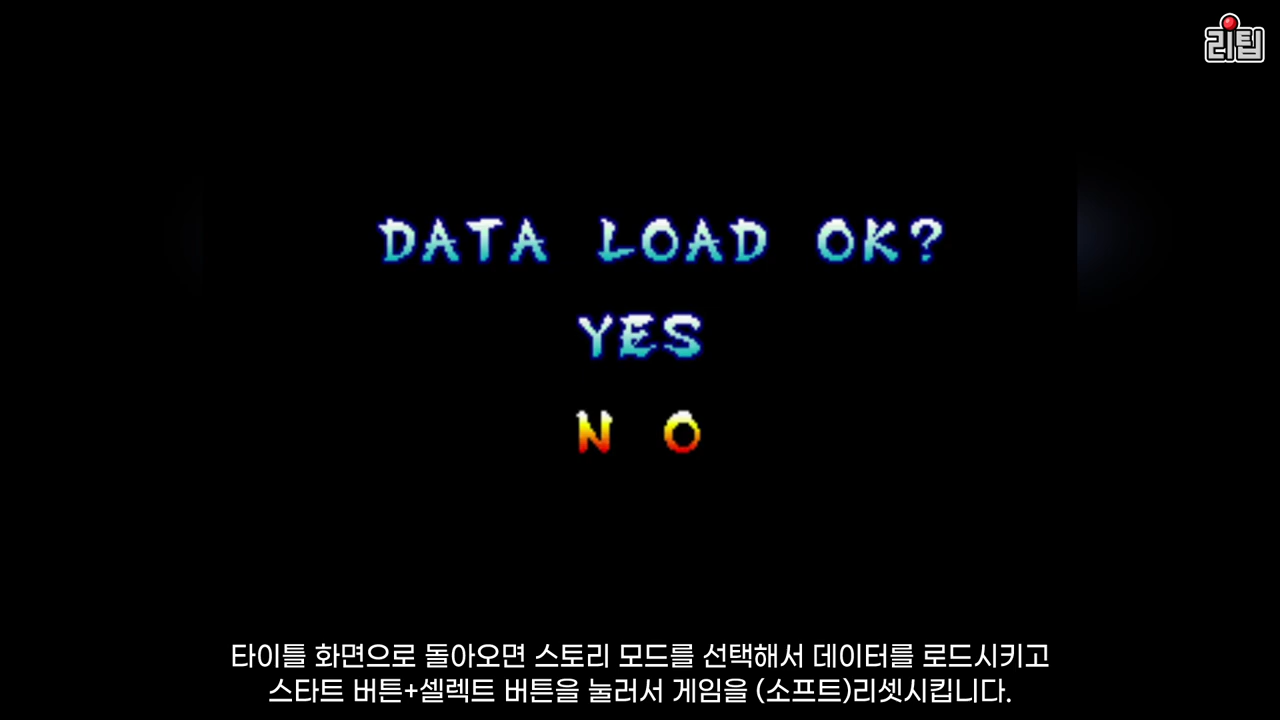 리팁
DATA LOAD OK?
YES
N O
타이틀 화면으로 돌아오면 스토리 모드를 선택해서 데이터를 로드시키고
스타트 버튼+셀렉트 버튼을 눌러서 게임을 (소프트)리셋시킵니다.